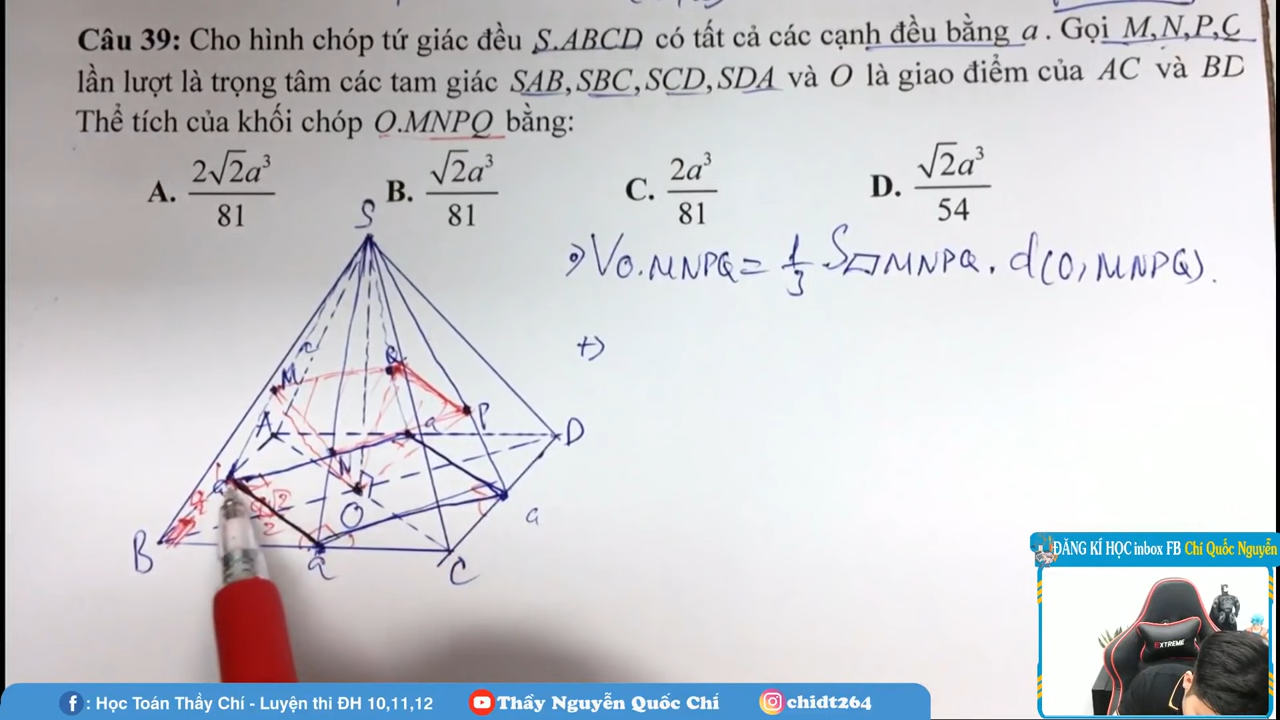 Câu 39: Cho hình chóp tứ giác đều S.ABCD có tất cả các cạnh đều bằng a. Gọi M,N,P,Q
lần lượt là trọng tâm các tam giác SAB,SBC,SCD,SDA và O là giao điểm của AC và BD
Thể tích của khối chóp O.MNPQ bằng:
A. 2√2a³/81 B. √2a³/81 C. 2a³/81 D. √2a³/54
S
=) VO.MNPQ = 1/3 S▱MNPQ. d(O, MNPQ).
+)
M Q
A a P D
N
a/2 a√2/2 O a
B a C
ĐĂNG KÍ HỌC inbox FB Chí Quốc Nguyễn
EXTREME
f : Học Toán Thầy Chí - Luyện thi ĐH 10,11,12 Thầy Nguyễn Quốc Chí chidt264